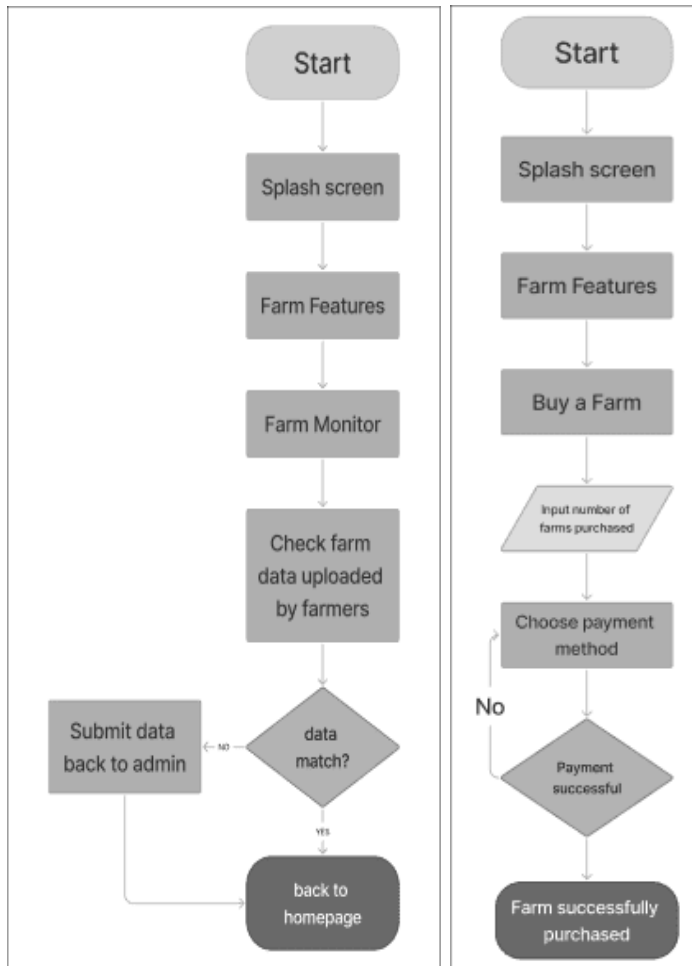 Start
Splash screen
Farm Features
Farm Monitor
Check farm
data uploaded
by farmers
data
match?
NO
Submit data
back to admin
YES
back to
homepage
Start
Splash screen
Farm Features
Buy a Farm
Input number of
farms purchased
Choose payment
method
No
Payment
successful
Farm successfully
purchased